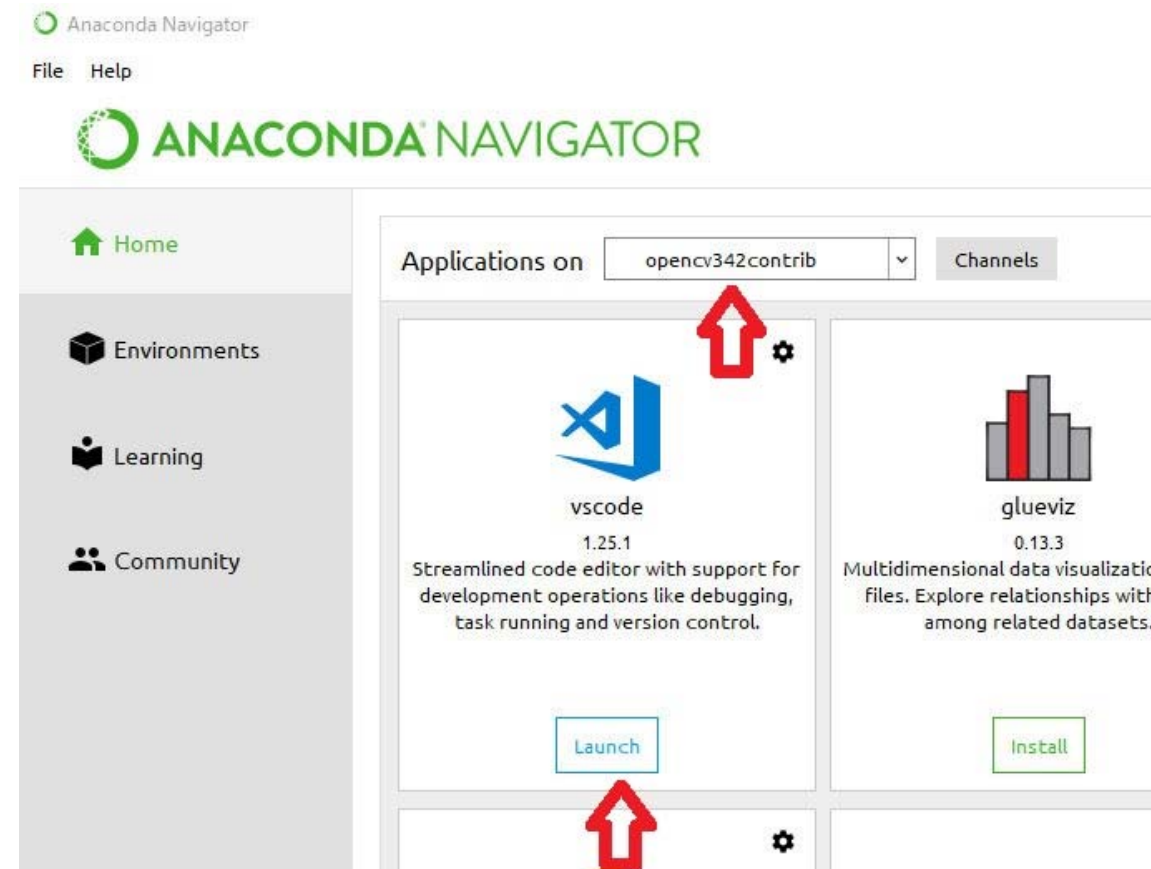 Anaconda Navigator
File Help
ANACONDA NAVIGATOR
Home
Applications on opencv342contrib Channels
Environments
Learning
Community
vscode
1.25.1
Streamlined code editor with support for
development operations like debugging,
task running and version control.
Launch
glueviz
0.13.3
Multidimensional data visualizatio
files. Explore relationships with
among related datasets.
Install